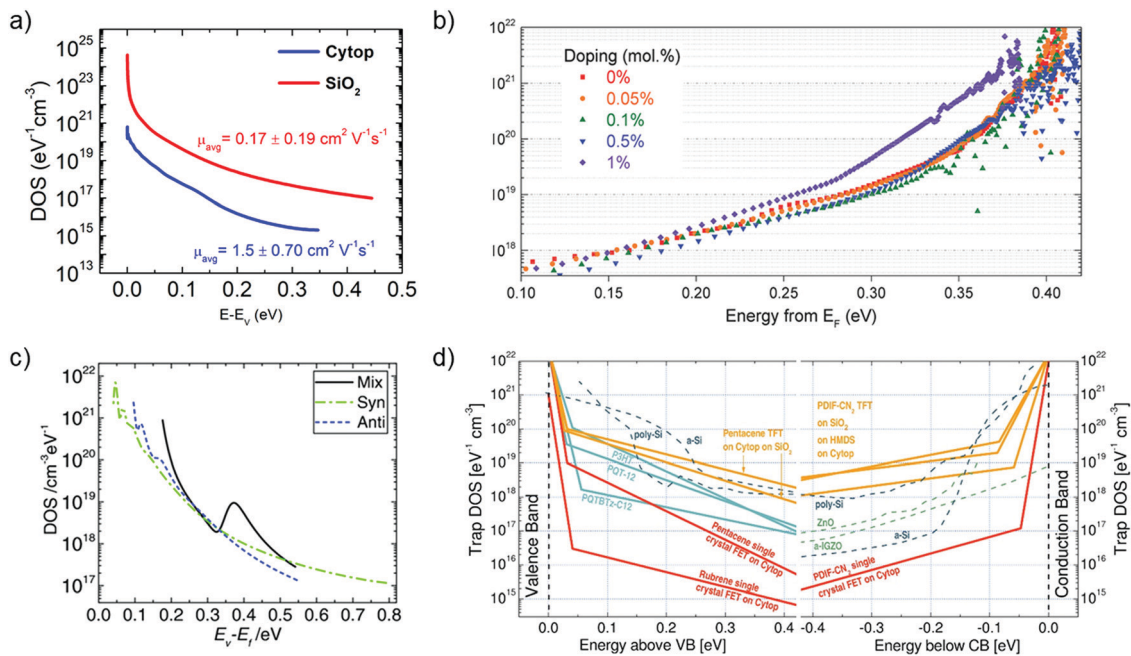 a)
DOS (eV⁻¹ cm⁻³)
10²⁵
10²³
10²¹
10¹⁹
10¹⁷
10¹⁵
10¹³
Cytop
SiO₂
μavg = 0.17 ± 0.19 cm² V⁻¹s⁻¹
μavg = 1.5 ± 0.70 cm² V⁻¹s⁻¹
0.0 0.1 0.2 0.3 0.4 0.5
E-Eᵥ (eV)
b)
10²²
10²¹
10²⁰
10¹⁹
10¹⁸
Doping (mol.%)
0%
0.05%
0.1%
0.5%
1%
0.10 0.15 0.20 0.25 0.30 0.35 0.40
Energy from E_F (eV)
c)
DOS /cm⁻³eV⁻¹
10²²
10²¹
10²⁰
10¹⁹
10¹⁸
10¹⁷
Mix
Syn
Anti
0.0 0.1 0.2 0.3 0.4 0.5 0.6 0.7 0.8
Eᵥ-E_f /eV
d)
Trap DOS [eV⁻¹ cm⁻³]
10²²
10²¹
10²⁰
10¹⁹
10¹⁸
10¹⁷
10¹⁶
10¹⁵
Valence Band
poly-Si
a-Si
Pentacene TFT
on Cytop on SiO₂
P3HT
PQT-12
PQTBTz-C12
Pentacene single
crystal FET on Cytop
Rubrene single
crystal FET on Cytop
0.0 0.1 0.2 0.3 0.4
Energy above VB [eV]
PDIF-CN₂ TFT
on SiO₂
on HMDS
on Cytop
poly-Si
ZnO
a-IGZO
a-Si
PDIF-CN₂ single
crystal FET on Cytop
-0.4 -0.3 -0.2 -0.1 0.0
Energy below CB [eV]
Conduction Band
10²²
10²¹
10²⁰
10¹⁹
10¹⁸
10¹⁷
10¹⁶
10¹⁵
Trap DOS [eV⁻¹ cm⁻³]